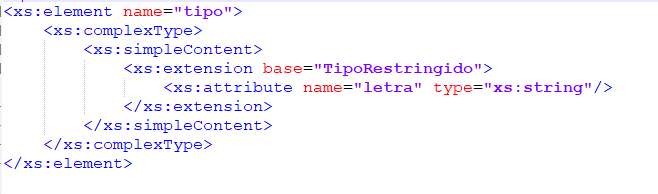 <xs:element name="tipo">
    <xs:complexType>
        <xs:simpleContent>
            <xs:extension base="TipoRestringido">
                <xs:attribute name="letra" type="xs:string"/>
            </xs:extension>
        </xs:simpleContent>
    </xs:complexType>
</xs:element>